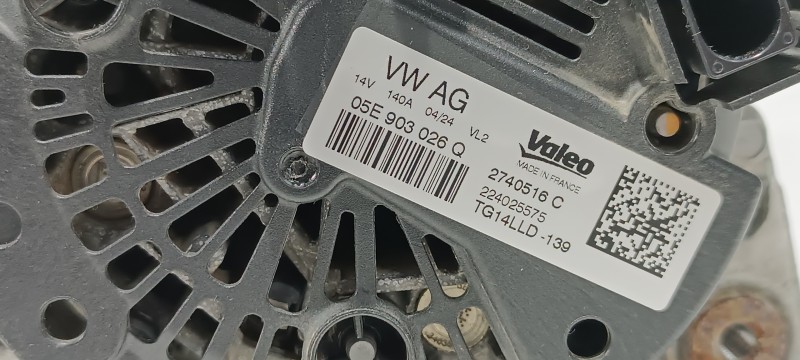 VW AG
14V 140A 04/24 VL2
05E 903 026 Q
Valeo
MADE IN FRANCE
2740516 C
224025575
TG14LLD -139